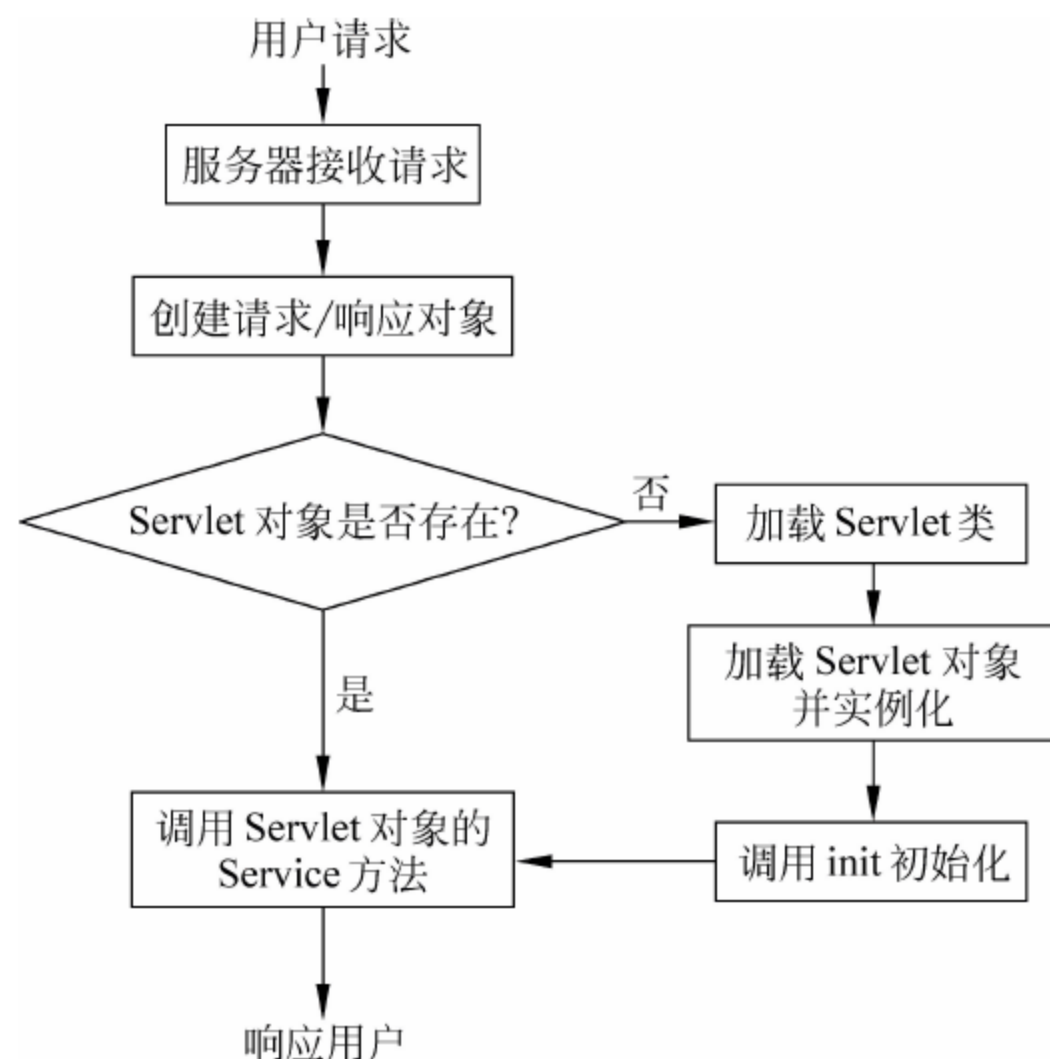 用户请求
服务器接收请求
创建请求/响应对象
Servlet 对象是否存在?
否
加载 Servlet 类
加载 Servlet 对象
并实例化
是
调用 Servlet 对象的
Service 方法
调用 init 初始化
响应用户